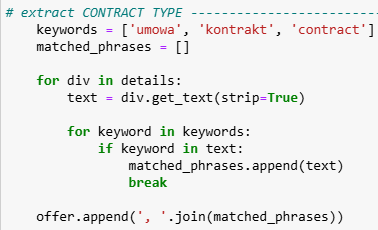 # extract CONTRACT TYPE -------------------------
    keywords = ['umowa', 'kontrakt', 'contract']
    matched_phrases = []

    for div in details:
        text = div.get_text(strip=True)

        for keyword in keywords:
            if keyword in text:
                matched_phrases.append(text)
                break

    offer.append(', '.join(matched_phrases))